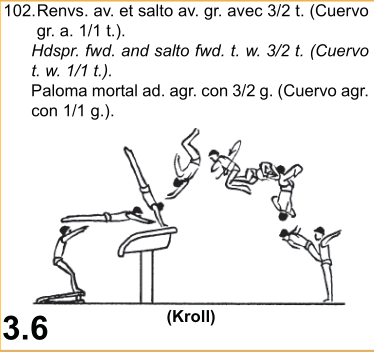 102.Renvs. av. et salto av. gr. avec 3/2 t. (Cuervo
gr. a. 1/1 t.).
Hdspr. fwd. and salto fwd. t. w. 3/2 t. (Cuervo
t. w. 1/1 t.).
Paloma mortal ad. agr. con 3/2 g. (Cuervo agr.
con 1/1 g.).
(Kroll)
3.6